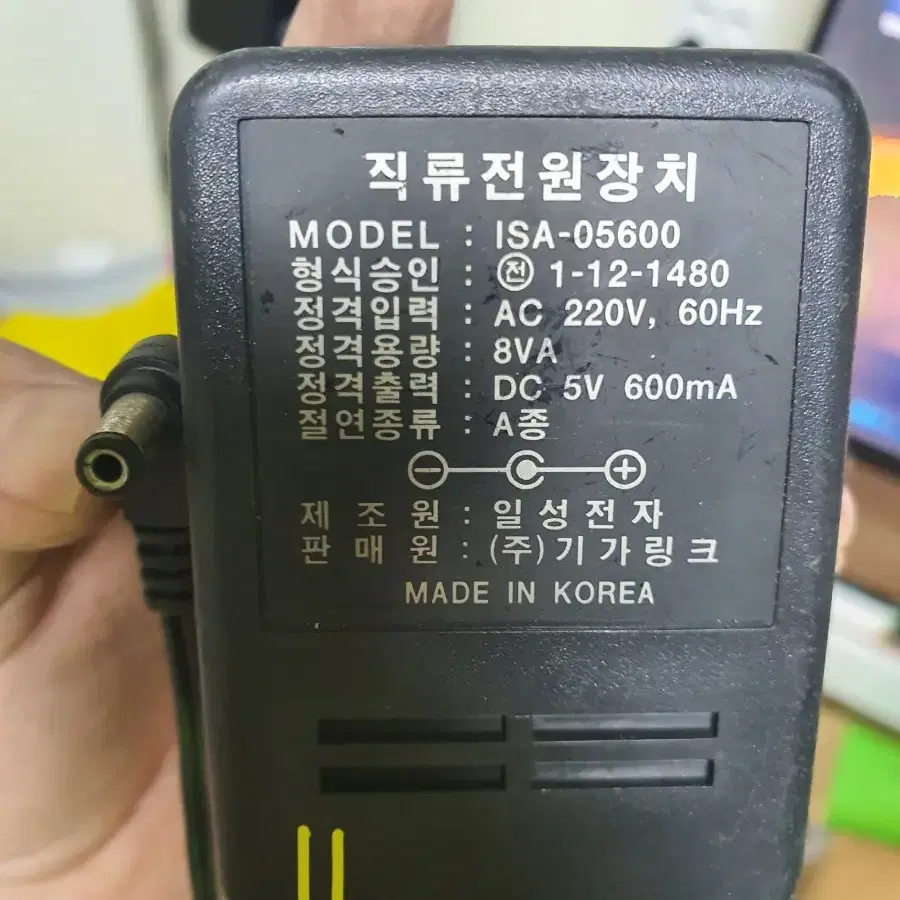 직류전원장치
MODEL : ISA-05600
형식승인 : 전 1-12-1480
정격입력 : AC 220V, 60Hz
정격용량 : 8VA
정격출력 : DC 5V 600mA
절연종류 : A종
제조원 : 일성전자
판매원 : (주)기가링크
MADE IN KOREA